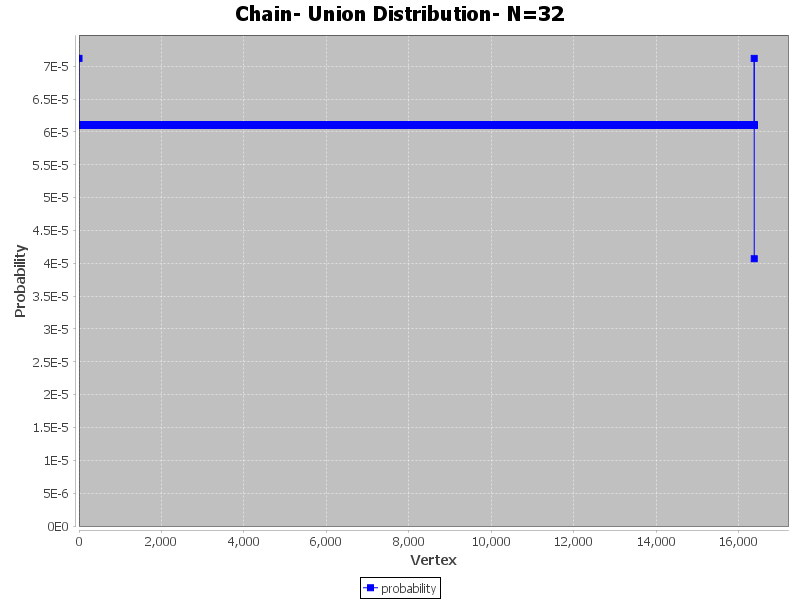 Chain- Union Distribution- N=32
7E-5
6.5E-5
6E-5
5.5E-5
5E-5
4.5E-5
4E-5
3.5E-5
3E-5
2.5E-5
2E-5
1.5E-5
1E-5
5E-6
0E0
Probability
0 2,000 4,000 6,000 8,000 10,000 12,000 14,000 16,000
Vertex
probability